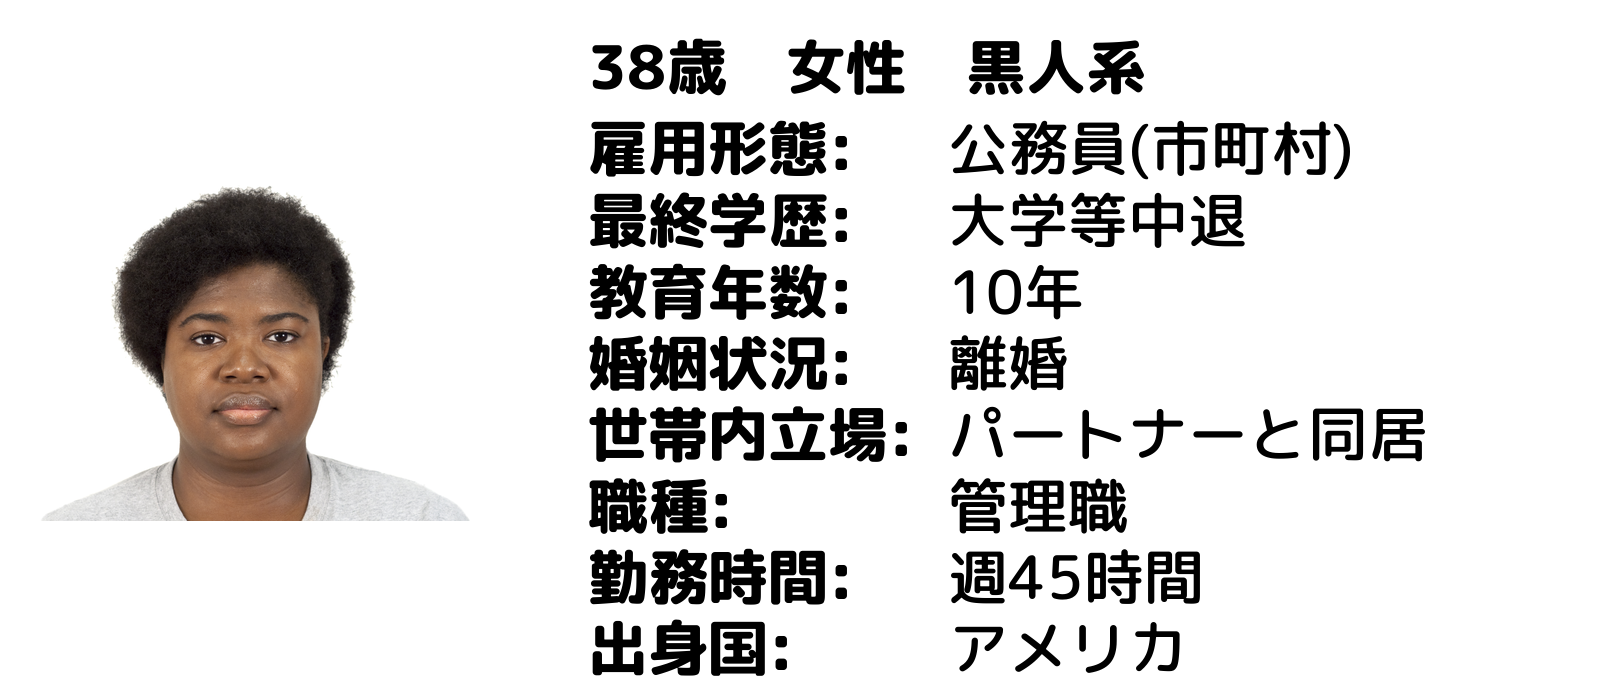 38歳　女性　黒人系
雇用形態:　公務員(市町村)
最終学歴:　大学等中退
教育年数:　10年
婚姻状況:　離婚
世帯内立場:　パートナーと同居
職種:　管理職
勤務時間:　週45時間
出身国:　アメリカ